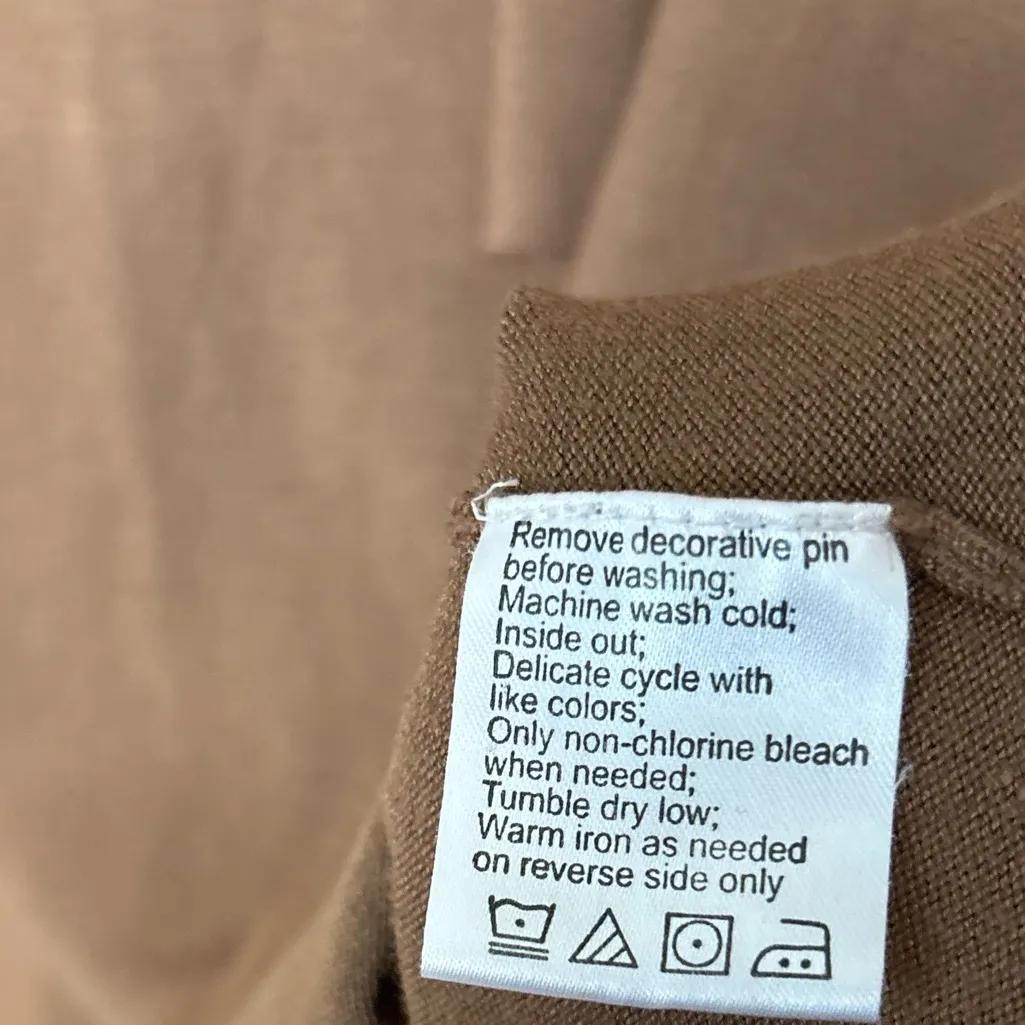 Remove decorative pin
before washing;
Machine wash cold;
Inside out;
Delicate cycle with
like colors;
Only non-chlorine bleach
when needed;
Tumble dry low;
Warm iron as needed
on reverse side only